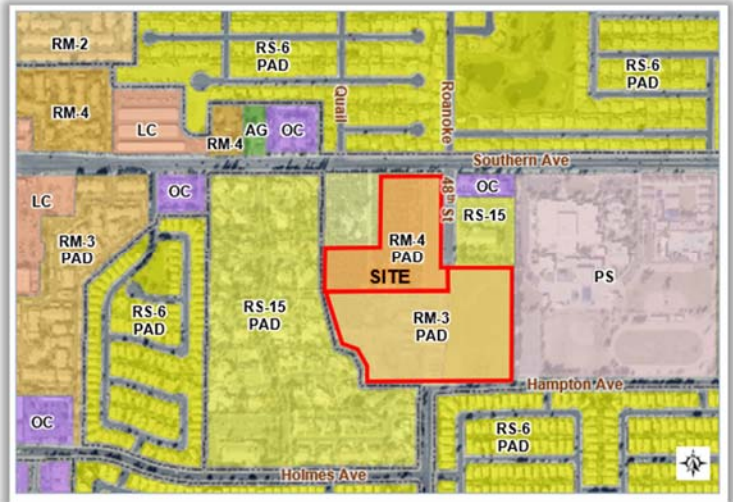 RM-2
RS-6
PAD
RS-6
PAD
RM-4
LC
RM-4
AG
OC
Quail
Roanoke
Southern Ave
LC
OC
OC
48th St
RS-15
RM-4
PAD
SITE
RM-3
PAD
RS-6
PAD
RS-15
PAD
RM-3
PAD
PS
Hampton Ave
OC
RS-6
PAD
Holmes Ave
N